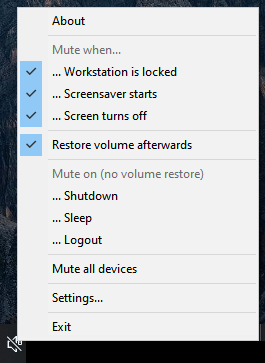 About
Mute when...
... Workstation is locked
... Screensaver starts
... Screen turns off
Restore volume afterwards
Mute on (no volume restore)
... Shutdown
... Sleep
... Logout
Mute all devices
Settings...
Exit